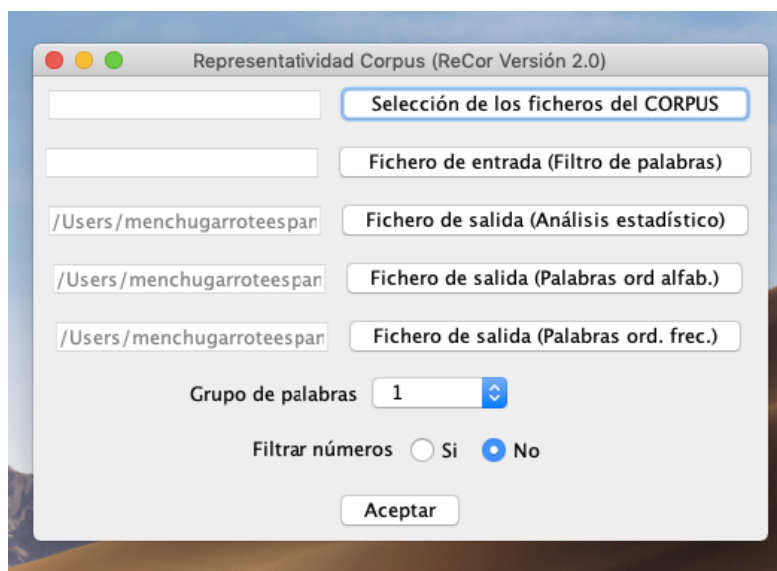 Representatividad Corpus (ReCor Versión 2.0)
Selección de los ficheros del CORPUS
Fichero de entrada (Filtro de palabras)
/Users/menchugarroteespan Fichero de salida (Análisis estadístico)
/Users/menchugarroteespan Fichero de salida (Palabras ord alfab.)
/Users/menchugarroteespan Fichero de salida (Palabras ord. frec.)
Grupo de palabras 1
Filtrar números Si No
Aceptar